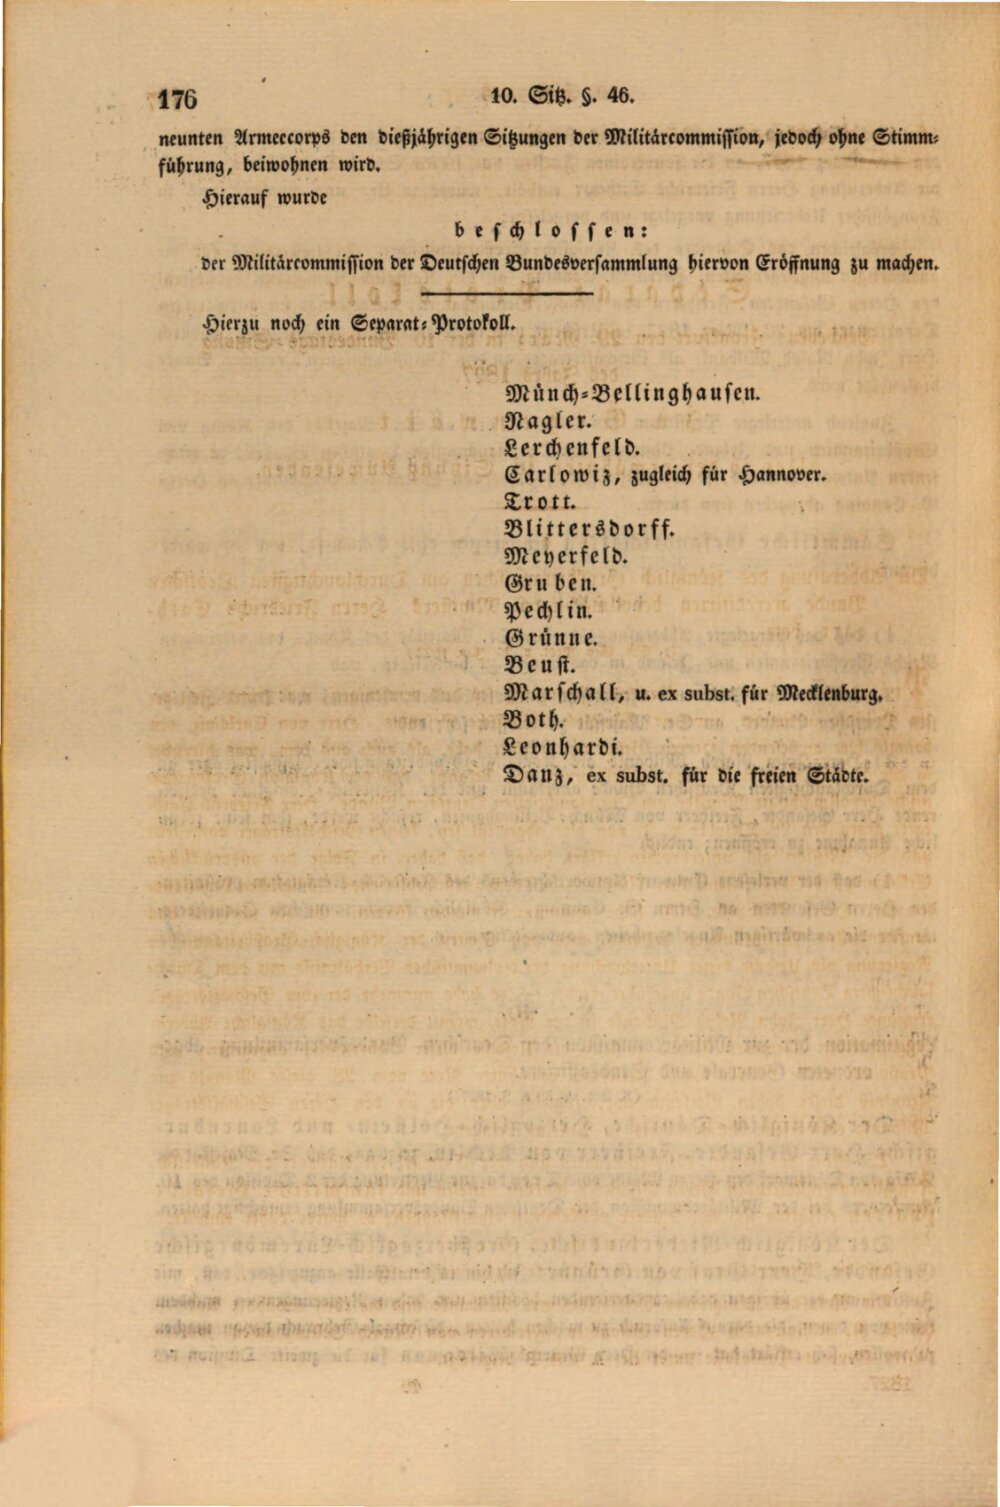 176
10. Sitz. §. 46.
neunten Armeecorps den dießjährigen Sitzungen der Militärcommission, jedoch ohne Stimm-
führung, beiwohnen wird.
Hierauf wurde
beschlossen:
der Militärcommission der Deutschen Bundesversammlung hiervon Eröffnung zu machen.
Hierzu noch ein Separat-Protokoll.
Münch-Bellinghausen.
Nagler.
Lerchenfeld.
Carlowiz, zugleich für Hannover.
Trott.
Blittersdorff.
Meyerfeld.
Gruben.
Pechlin.
Grünne.
Beust.
Marschall, u. ex subst. für Mecklenburg.
Both.
Leonhardi.
Danz, ex subst. für die freien Städte.